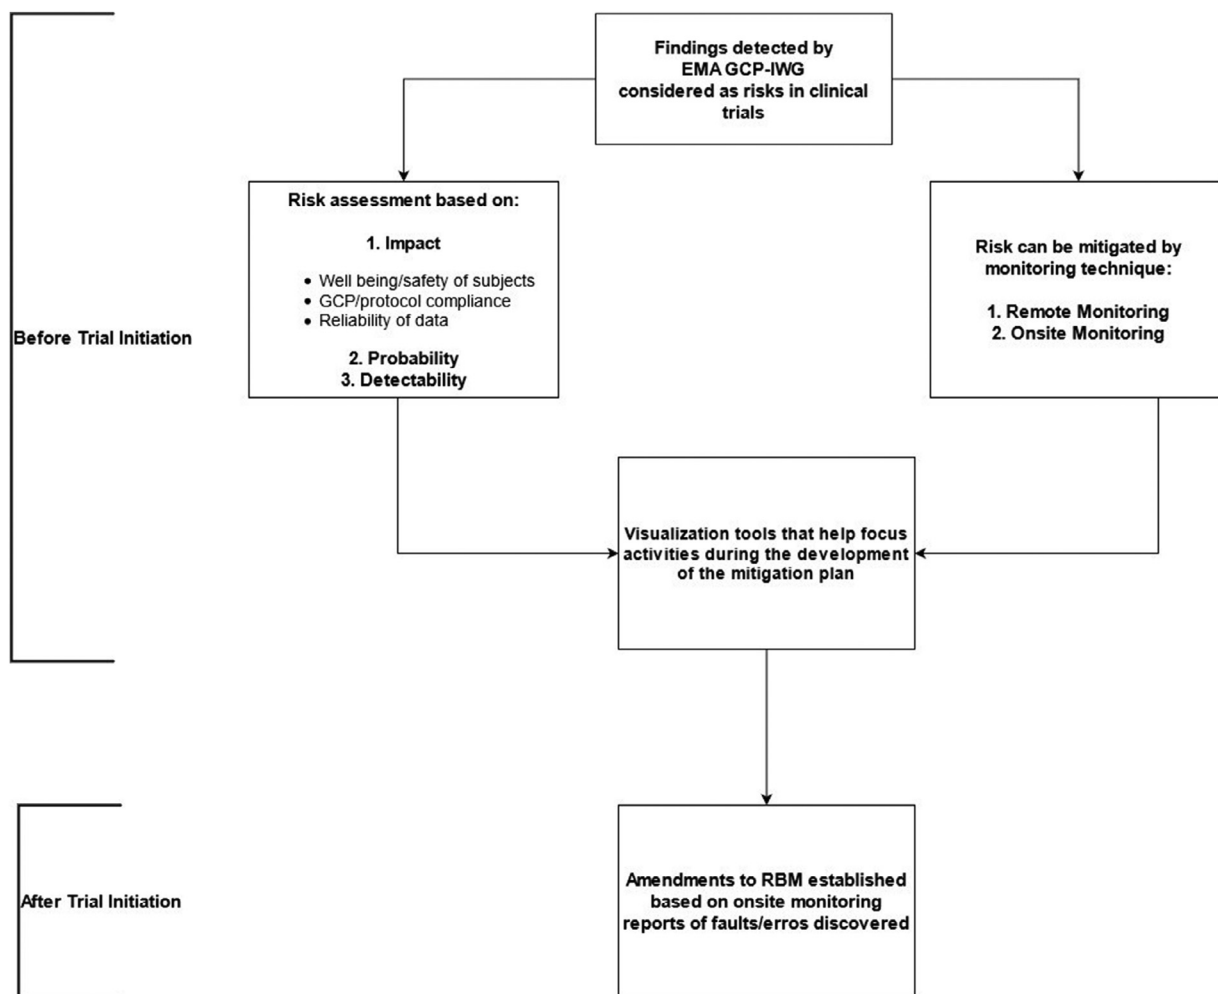 Findings detected by
EMA GCP-IWG
considered as risks in clinical
trials
Risk assessment based on:
1. Impact
• Well being/safety of subjects
• GCP/protocol compliance
• Reliability of data
2. Probability
3. Detectability
Risk can be mitigated by
monitoring technique:
1. Remote Monitoring
2. Onsite Monitoring
Before Trial Initiation
Visualization tools that help focus
activities during the development
of the mitigation plan
After Trial Initiation
Amendments to RBM established
based on onsite monitoring
reports of faults/erros discovered